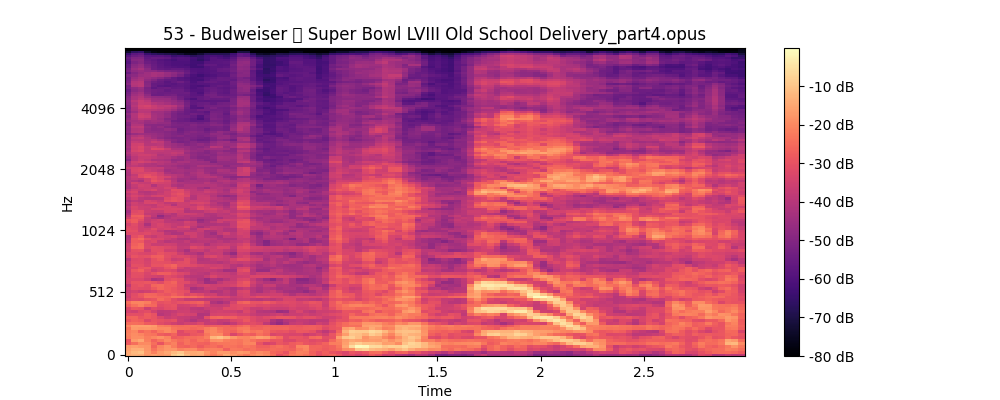 53 - Budweiser ▯ Super Bowl LVIII Old School Delivery_part4.opus
Hz
4096
2048
1024
512
0
0 0.5 1 1.5 2 2.5
Time
-10 dB
-20 dB
-30 dB
-40 dB
-50 dB
-60 dB
-70 dB
-80 dB